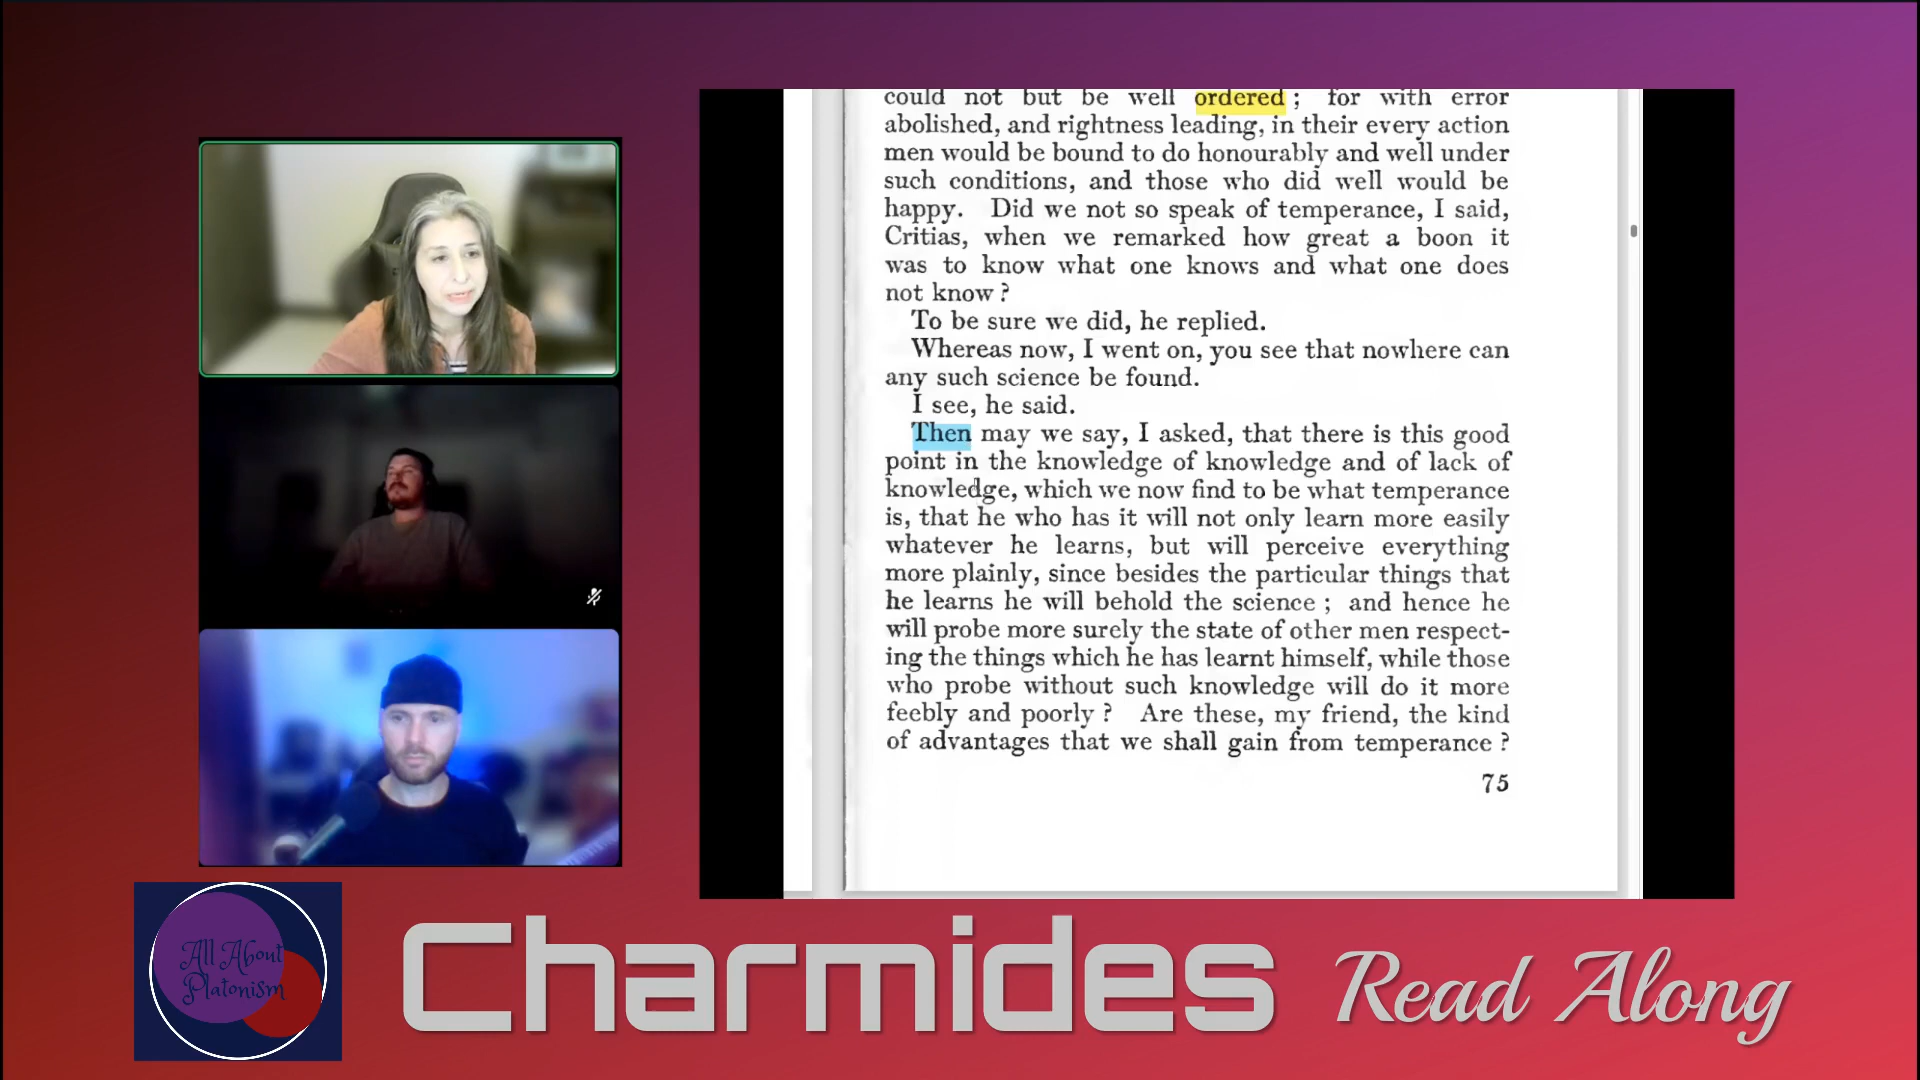 could not but be well ordered ; for with error
abolished, and rightness leading, in their every action
men would be bound to do honourably and well under
such conditions, and those who did well would be
happy. Did we not so speak of temperance, I said,
Critias, when we remarked how great a boon it
was to know what one knows and what one does
not know ?
To be sure we did, he replied.
Whereas now, I went on, you see that nowhere can
any such science be found.
I see, he said.
Then may we say, I asked, that there is this good
point in the knowledge of knowledge and of lack of
knowledge, which we now find to be what temperance
is, that he who has it will not only learn more easily
whatever he learns, but will perceive everything
more plainly, since besides the particular things that
he learns he will behold the science ; and hence he
will probe more surely the state of other men respect-
ing the things which he has learnt himself, while those
who probe without such knowledge will do it more
feebly and poorly ? Are these, my friend, the kind
of advantages that we shall gain from temperance ?
75
All About
Platonism
Charmides Read Along